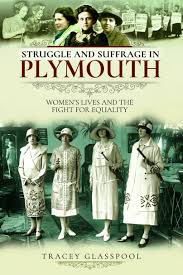 STRUGGLE AND SUFFRAGE IN
PLYMOUTH
WOMEN'S LIVES AND THE
FIGHT FOR EQUALITY
TRACEY GLASSPOOL